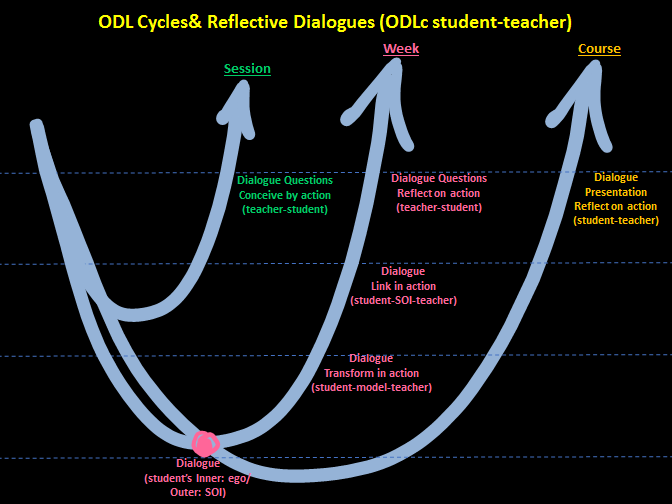 ODL Cycles& Reflective Dialogues (ODLc student-teacher)
Session
Week
Course
Dialogue Questions
Conceive by action
(teacher-student)
Dialogue Questions
Reflect on action
(teacher-student)
Dialogue
Presentation
Reflect on action
(student-teacher)
Dialogue
Link in action
(student-SOI-teacher)
Dialogue
Transform in action
(student-model-teacher)
Dialogue
(student's Inner: ego/
Outer: SOI)